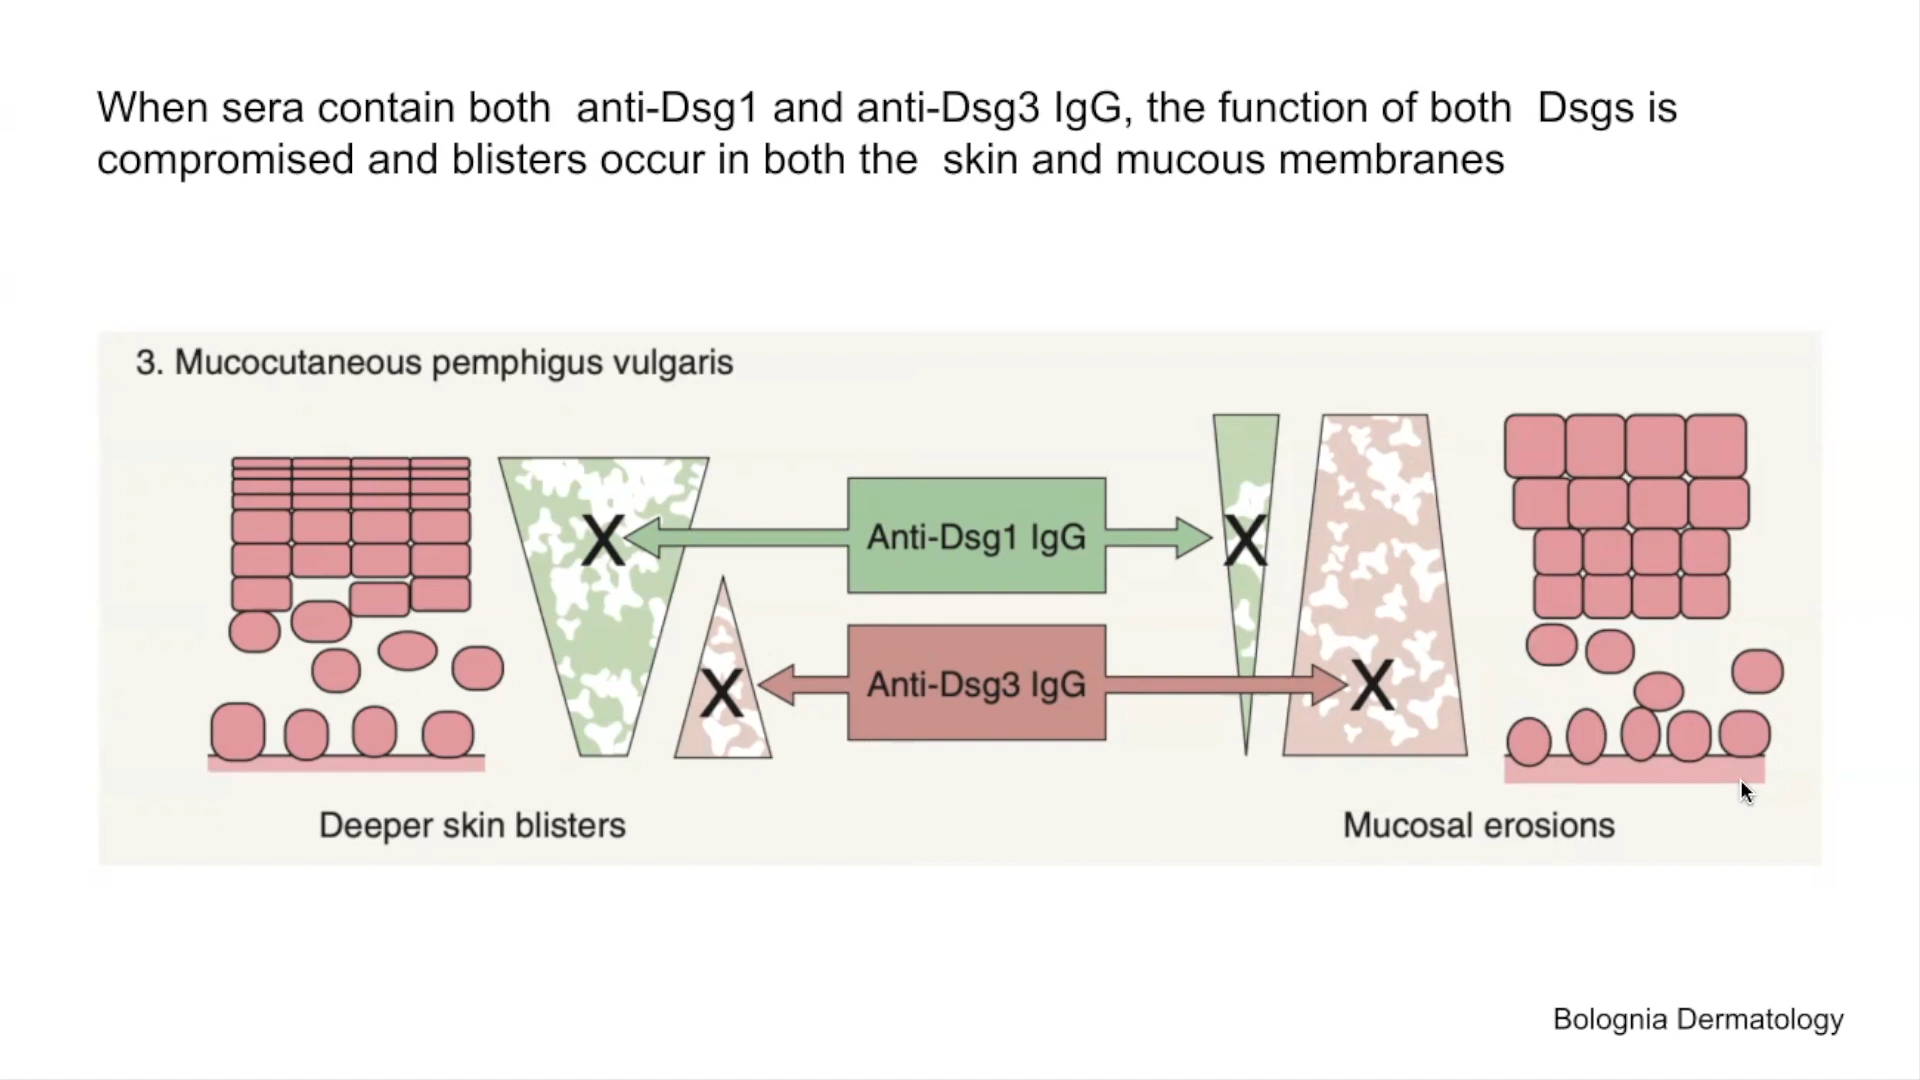 When sera contain both  anti-Dsg1 and anti-Dsg3 IgG, the function of both  Dsgs is
compromised and blisters occur in both the  skin and mucous membranes
3. Mucocutaneous pemphigus vulgaris
X
Anti-Dsg1 IgG
X
X
Anti-Dsg3 IgG
X
Deeper skin blisters
Mucosal erosions
Bolognia Dermatology